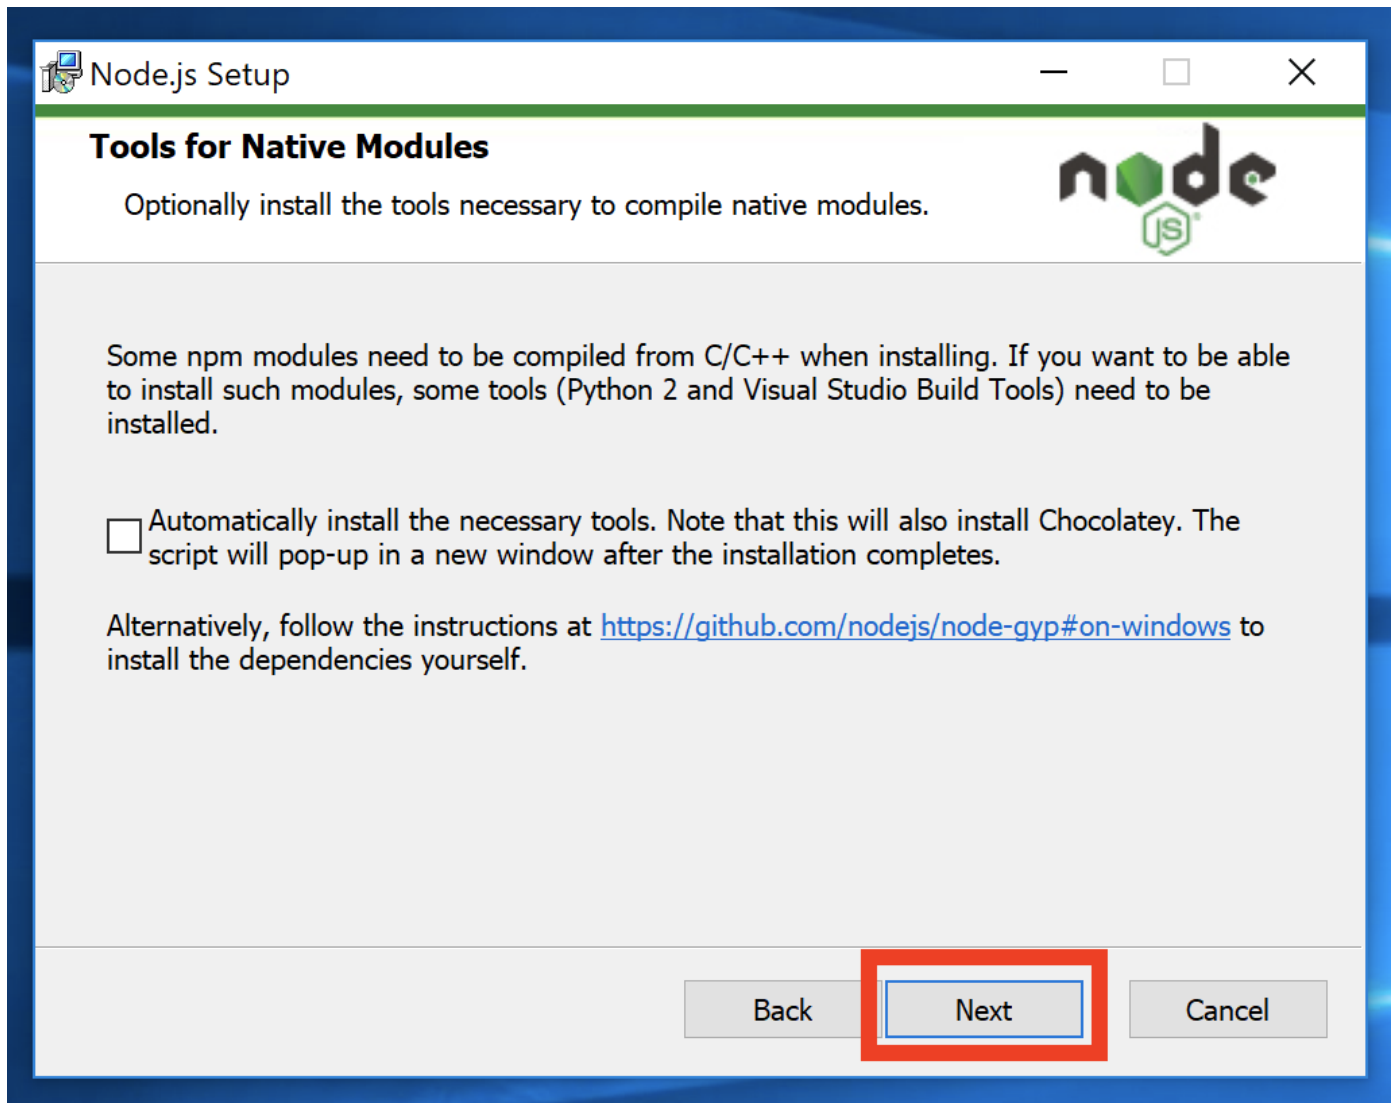 Node.js Setup
Tools for Native Modules
Optionally install the tools necessary to compile native modules.
node
JS
Some npm modules need to be compiled from C/C++ when installing. If you want to be able
to install such modules, some tools (Python 2 and Visual Studio Build Tools) need to be
installed.
Automatically install the necessary tools. Note that this will also install Chocolatey. The
script will pop-up in a new window after the installation completes.
Alternatively, follow the instructions at https://github.com/nodejs/node-gyp#on-windows to
install the dependencies yourself.
Back Next Cancel